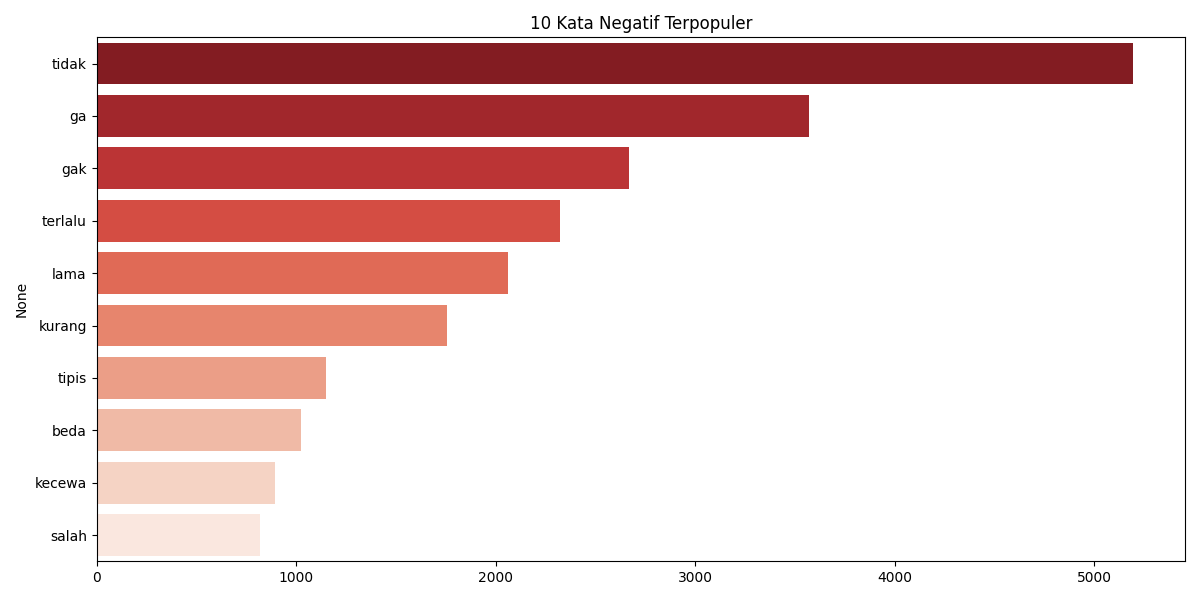 10 Kata Negatif Terpopuler
None
tidak
ga
gak
terlalu
lama
kurang
tipis
beda
kecewa
salah
0 1000 2000 3000 4000 5000